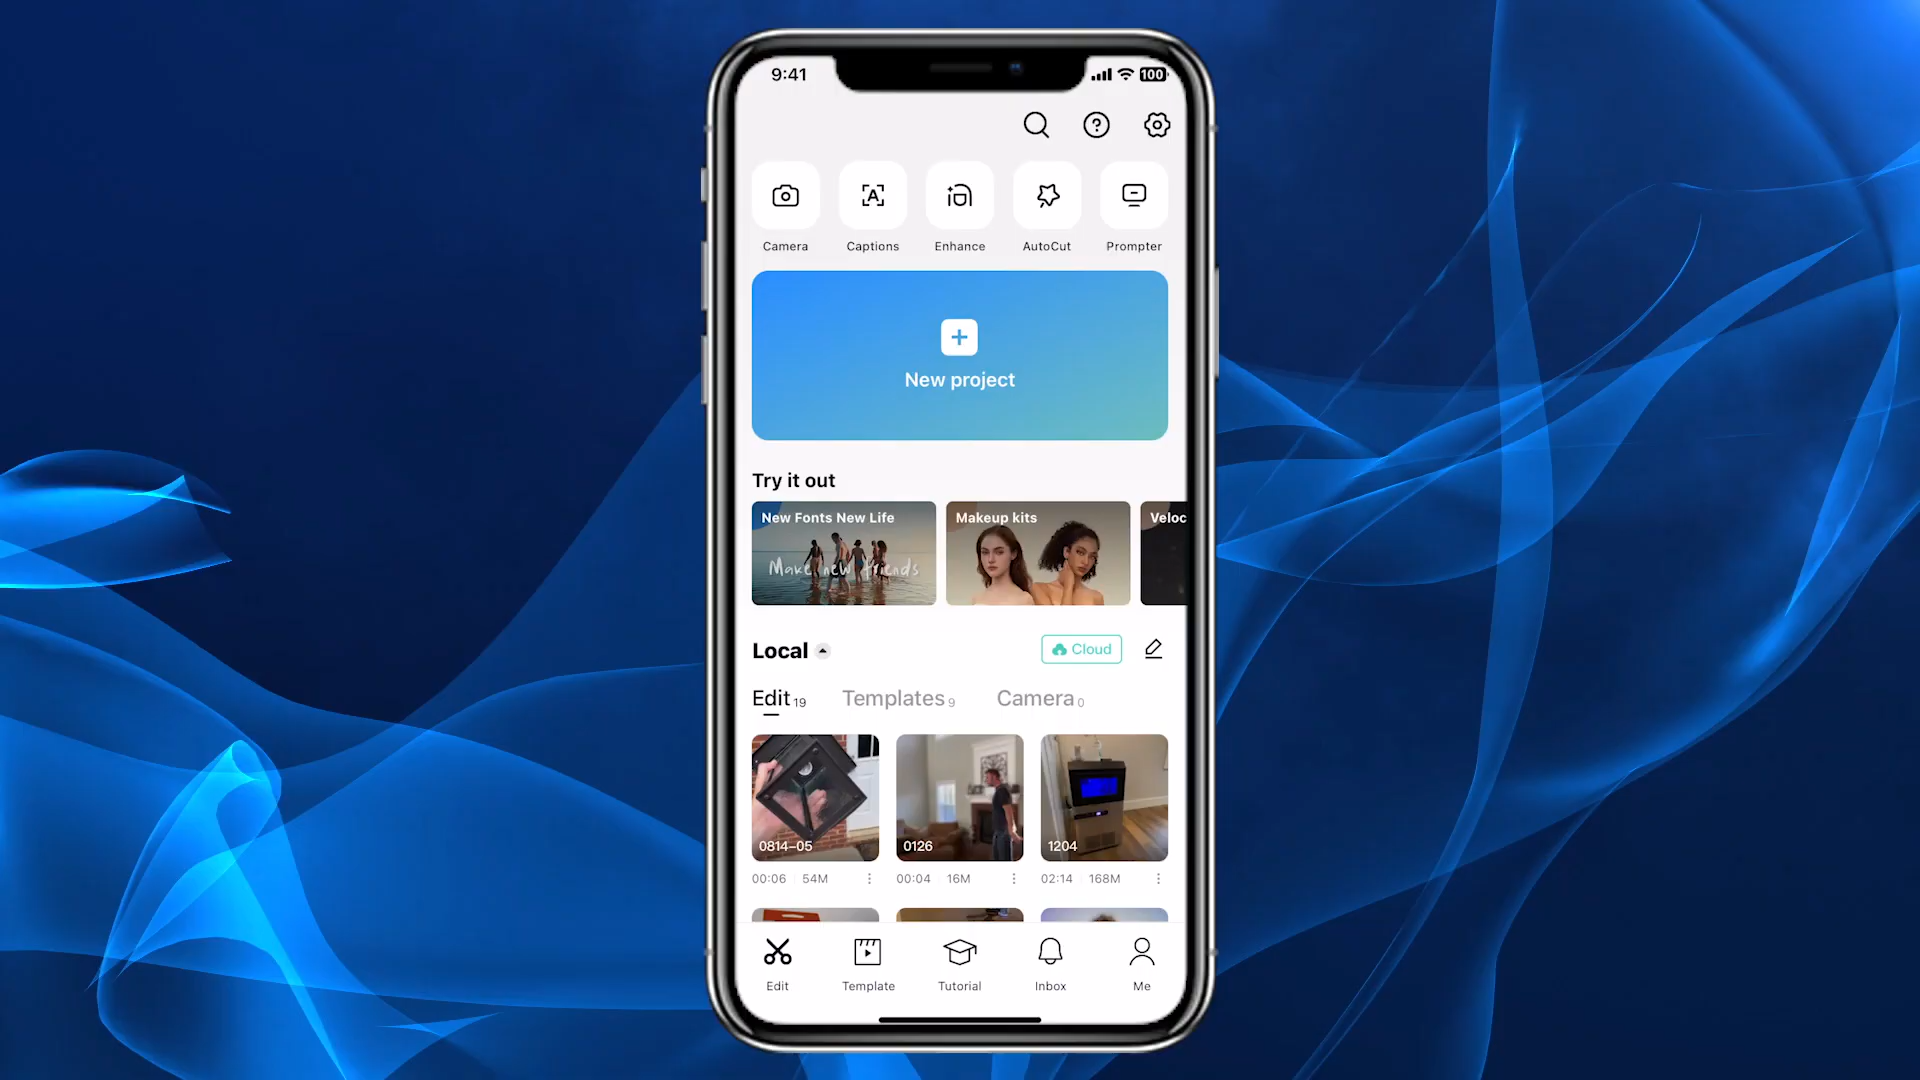 9:41
100
Camera
Captions
Enhance
AutoCut
Prompter
New project
Try it out
New Fonts New Life
Make new friends
Makeup kits
Veloc
Local
Cloud
Edit 19
Templates 9
Camera 0
0814–05
0126
1204
00:06 54M
00:04 16M
02:14 168M
Edit
Template
Tutorial
Inbox
Me